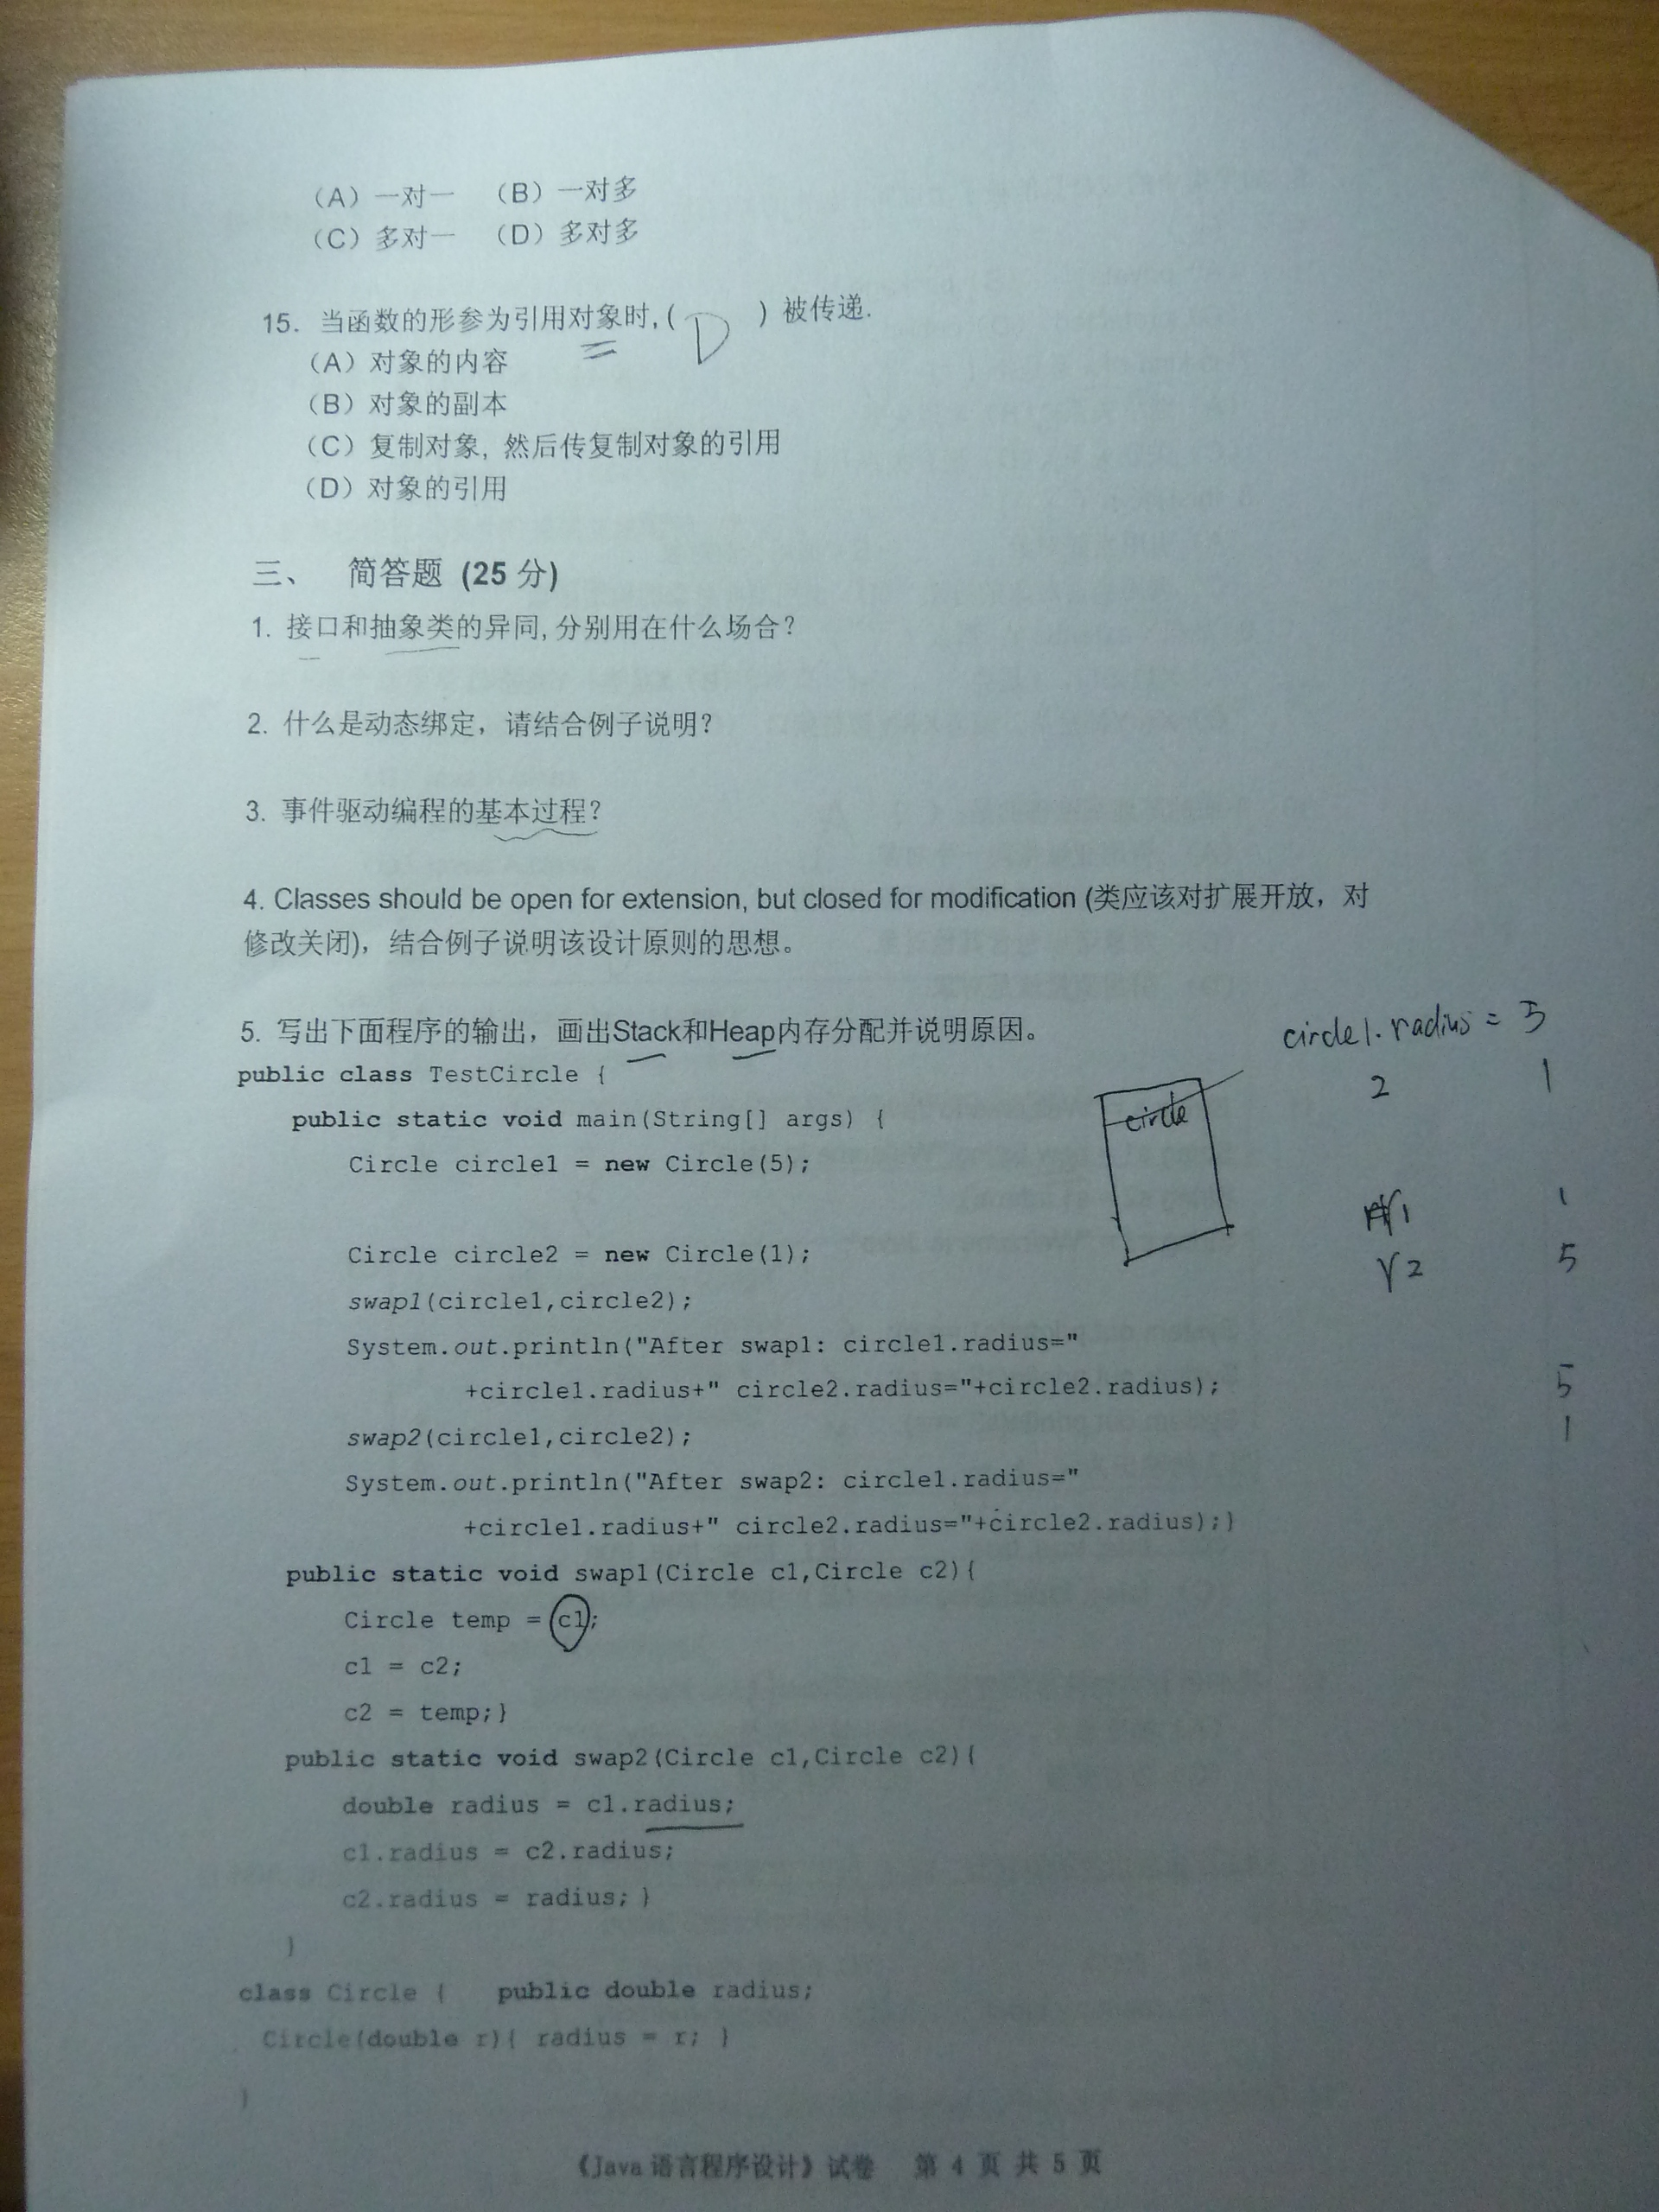 （A）一对一 （B）一对多
（C）多对一 （D）多对多
15. 当函数的形参为引用对象时, ( D ) 被传递.
（A）对象的内容
（B）对象的副本
（C）复制对象, 然后传复制对象的引用
（D）对象的引用
三、 简答题 (25 分)
1. 接口和抽象类的异同, 分别用在什么场合?
2. 什么是动态绑定，请结合例子说明?
3. 事件驱动编程的基本过程?
4. Classes should be open for extension, but closed for modification (类应该对扩展开放，对
修改关闭)，结合例子说明该设计原则的思想。
5. 写出下面程序的输出，画出Stack和Heap内存分配并说明原因。
circle1.radius = 5
2 1
circle
1
r2 5
5
1
public class TestCircle {
public static void main(String[] args) {
Circle circle1 = new Circle(5);
Circle circle2 = new Circle(1);
swap1(circle1,circle2);
System.out.println("After swap1: circle1.radius="
+circle1.radius+" circle2.radius="+circle2.radius);
swap2(circle1,circle2);
System.out.println("After swap2: circle1.radius="
+circle1.radius+" circle2.radius="+circle2.radius);}
public static void swap1(Circle c1,Circle c2){
Circle temp = c1;
c1 = c2;
c2 = temp;}
public static void swap2(Circle c1,Circle c2){
double radius = c1.radius;
c1.radius = c2.radius;
c2.radius = radius; }
}
class Circle { public double radius;
Circle(double r){ radius = r; }
}
《Java 语言程序设计》试卷 第 4 页 共 5 页